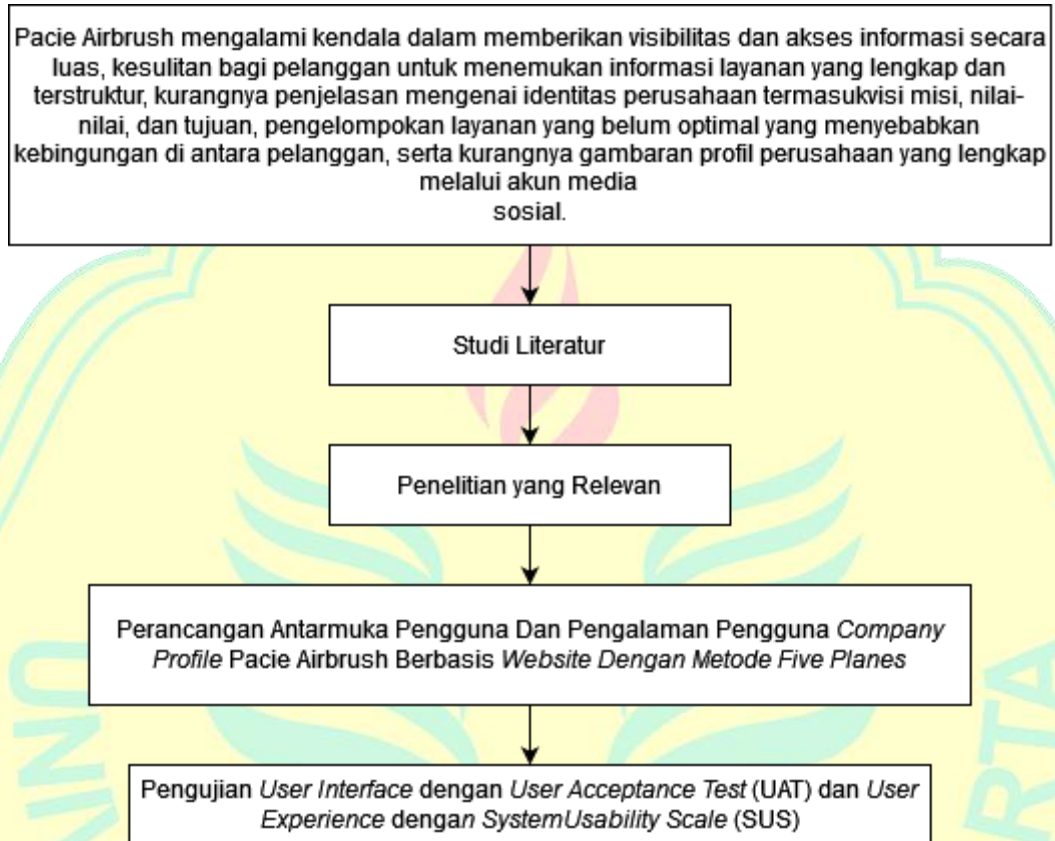 Pacie Airbrush mengalami kendala dalam memberikan visibilitas dan akses informasi secara
luas, kesulitan bagi pelanggan untuk menemukan informasi layanan yang lengkap dan
terstruktur, kurangnya penjelasan mengenai identitas perusahaan termasukvisi misi, nilai-
nilai, dan tujuan, pengelompokan layanan yang belum optimal yang menyebabkan
kebingungan di antara pelanggan, serta kurangnya gambaran profil perusahaan yang lengkap
melalui akun media
sosial.
Studi Literatur
Penelitian yang Relevan
Perancangan Antarmuka Pengguna Dan Pengalaman Pengguna Company
Profile Pacie Airbrush Berbasis Website Dengan Metode Five Planes
Pengujian User Interface dengan User Acceptance Test (UAT) dan User
Experience dengan SystemUsability Scale (SUS)